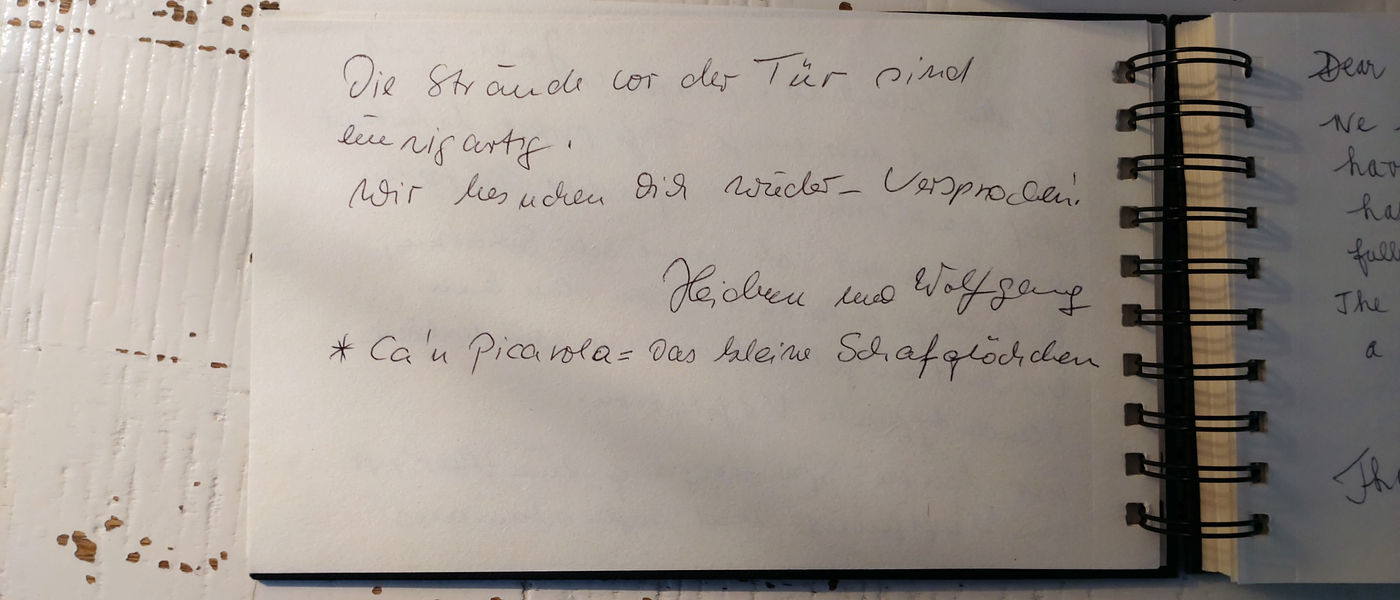 Die Strände vor der Tür sind
einzigartig.
Wir besuchen Dich wieder - Versprochen!
und Wolfgang
* Ca'n Picarola = Das kleine Schafglöckchen
Dear
We
hav
ha
full
The
a
Th